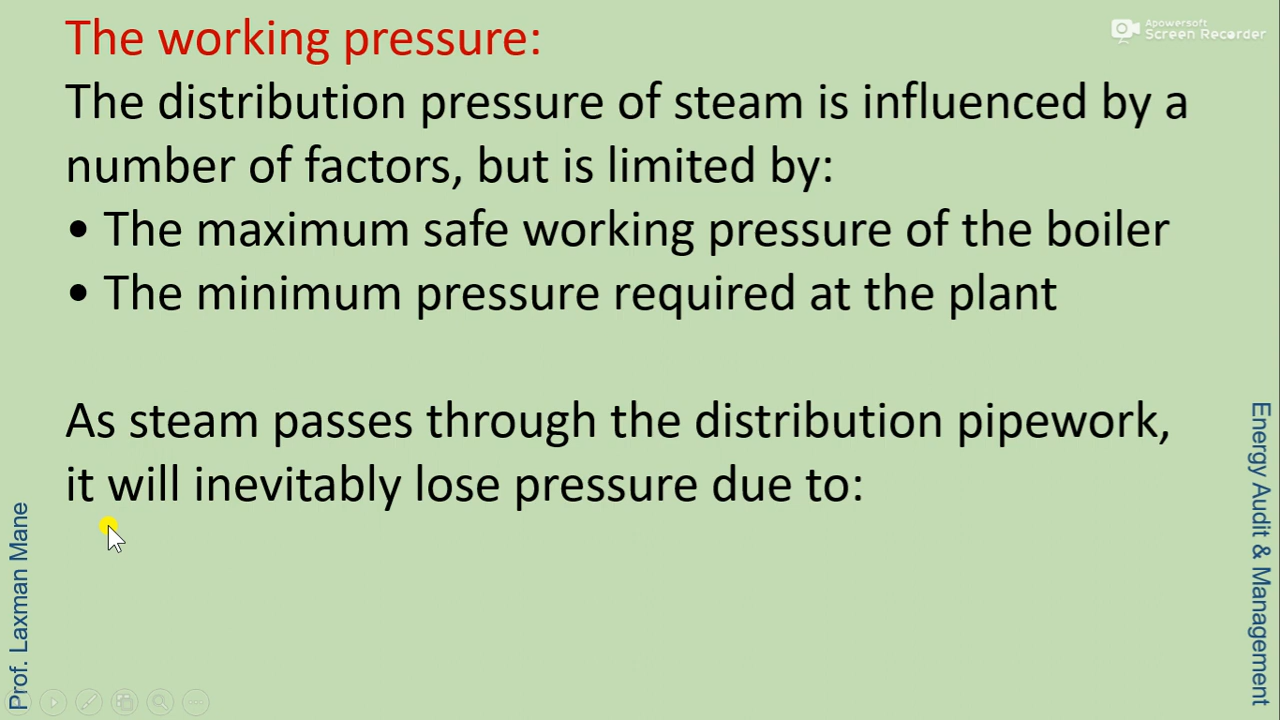 The working pressure:
The distribution pressure of steam is influenced by a
number of factors, but is limited by:
• The maximum safe working pressure of the boiler
• The minimum pressure required at the plant
As steam passes through the distribution pipework,
it will inevitably lose pressure due to:
Apowersoft
Screen Recorder
Prof. Laxman Mane
Energy Audit & Management